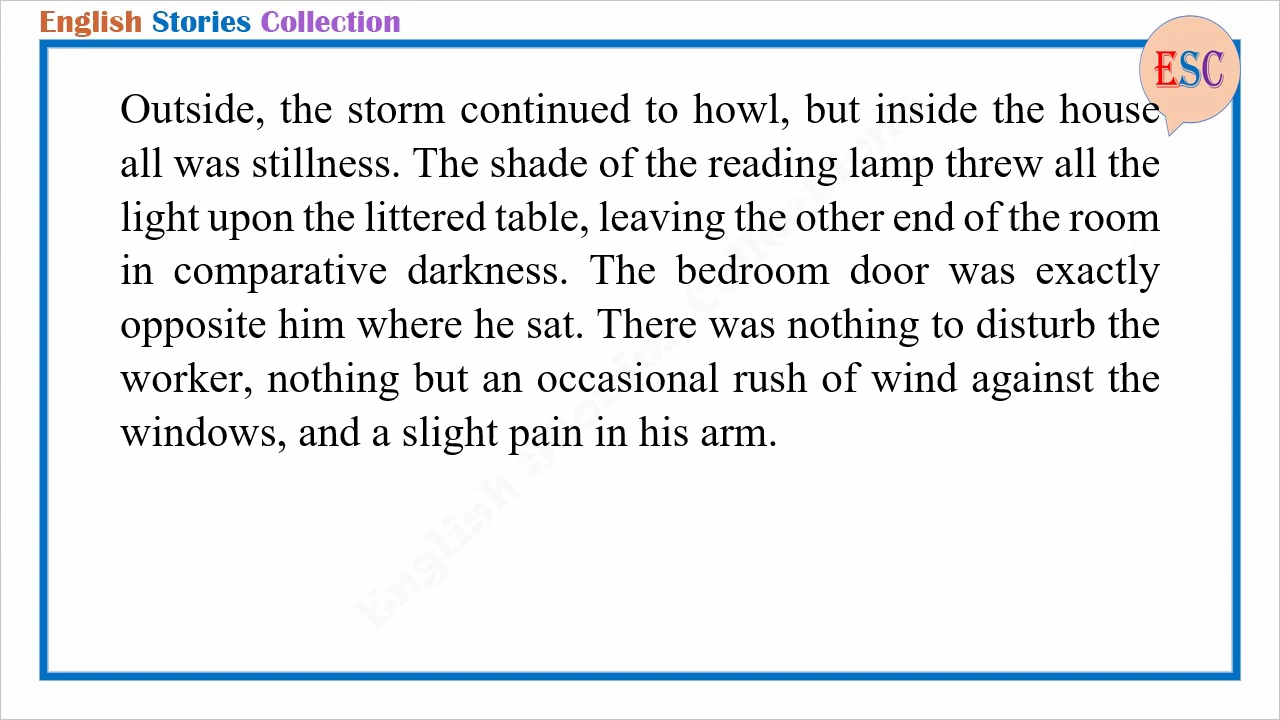 English Stories Collection
ESC
Outside, the storm continued to howl, but inside the house
all was stillness. The shade of the reading lamp threw all the
light upon the littered table, leaving the other end of the room
in comparative darkness. The bedroom door was exactly
opposite him where he sat. There was nothing to disturb the
worker, nothing but an occasional rush of wind against the
windows, and a slight pain in his arm.
English Stories Collection